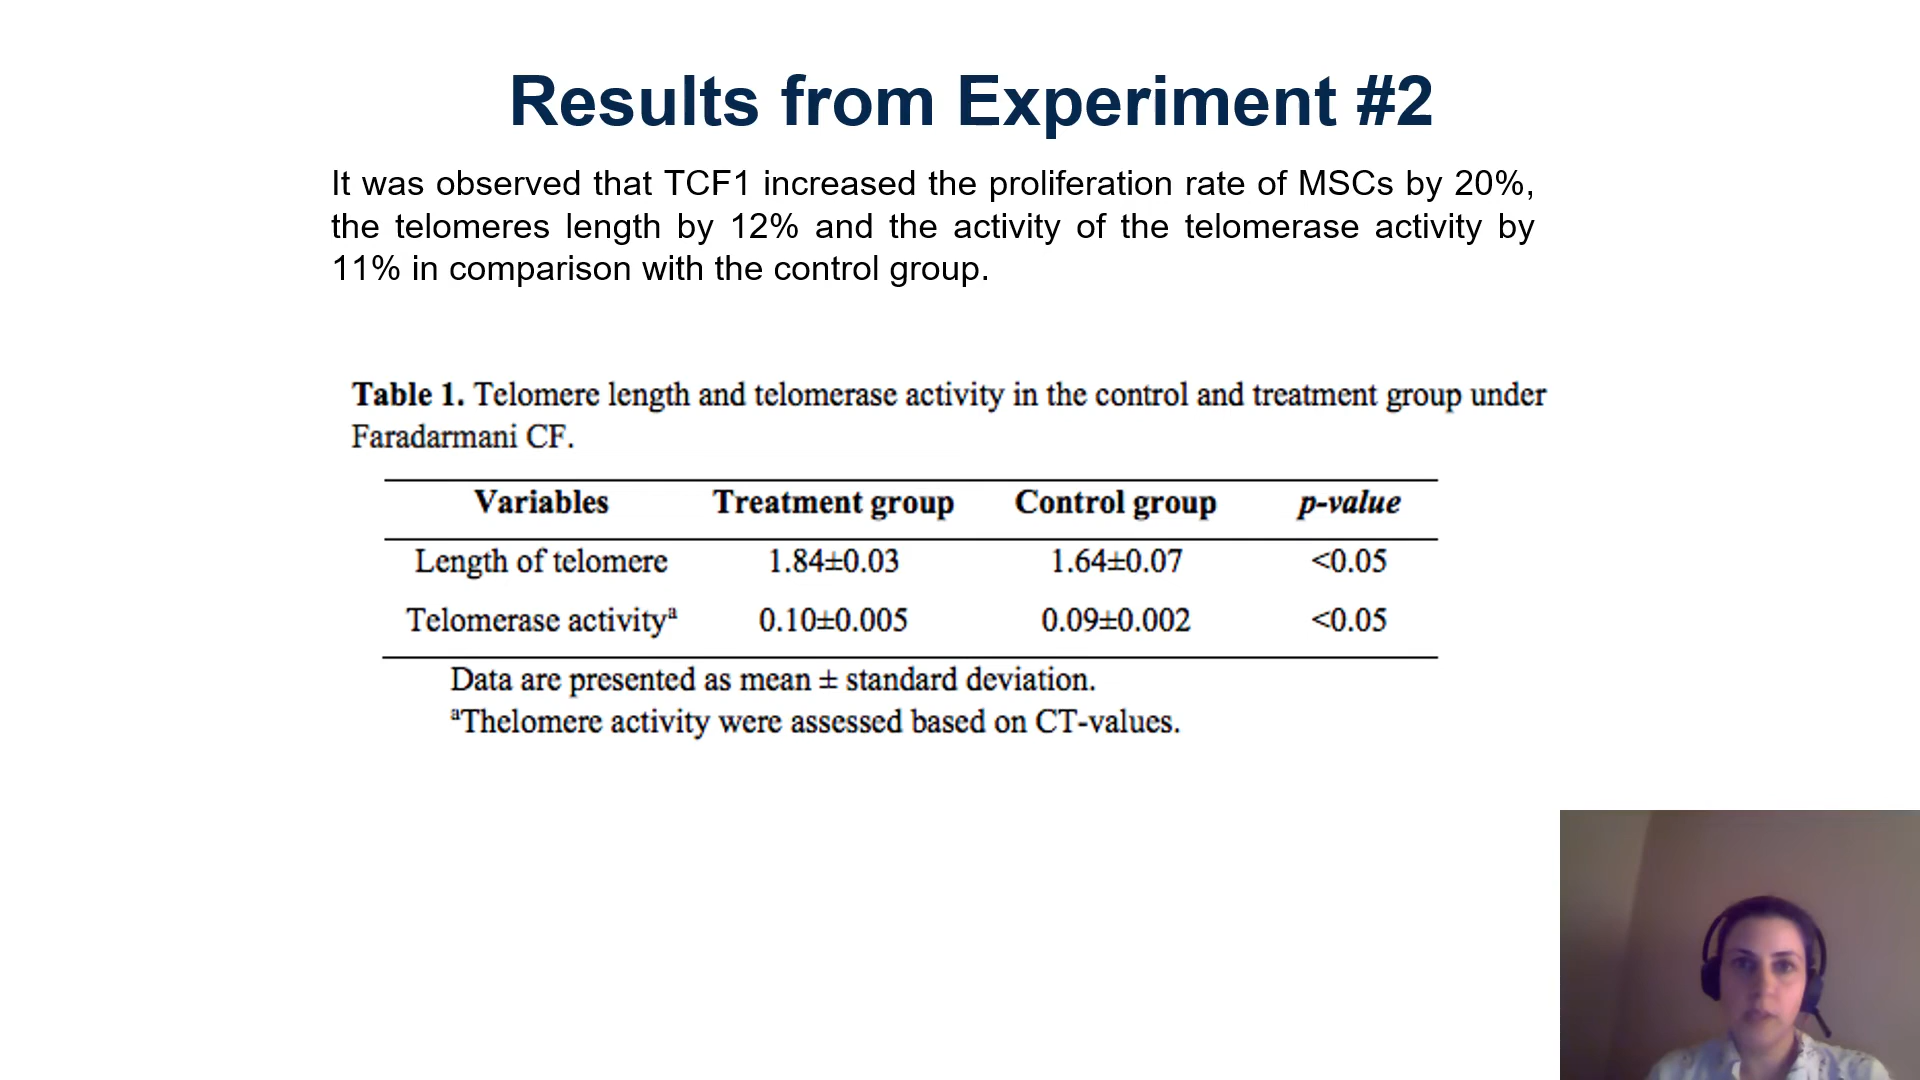 Results from Experiment #2
It was observed that TCF1 increased the proliferation rate of MSCs by 20%,
the telomeres length by 12% and the activity of the telomerase activity by
11% in comparison with the control group.
Table 1. Telomere length and telomerase activity in the control and treatment group under
Faradarmani CF.
Variables Treatment group Control group p-value
Length of telomere 1.84±0.03 1.64±0.07 <0.05
Telomerase activityª 0.10±0.005 0.09±0.002 <0.05
Data are presented as mean ± standard deviation.
ªThelomere activity were assessed based on CT-values.